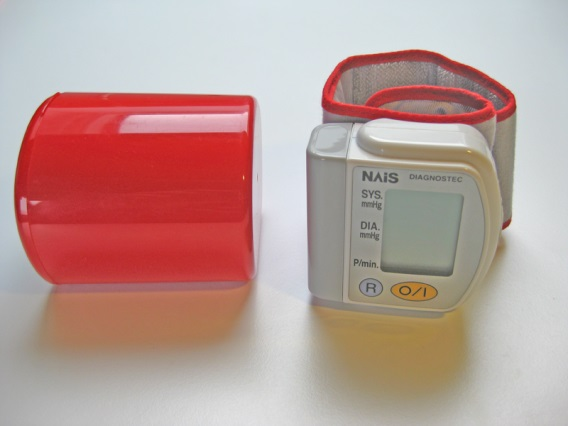 NAiS DIAGNOSTEC
SYS.
mmHg
DIA.
mmHg
P/min.
R O/I